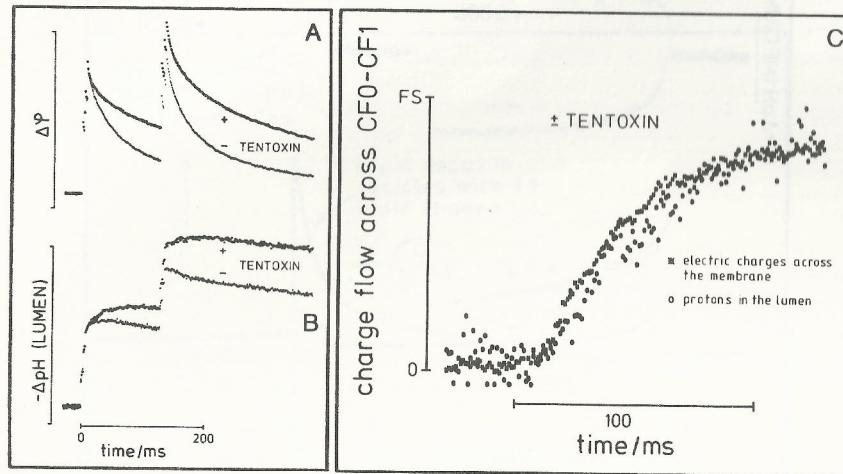 A
Δφ
+
− TENTOXIN
+
TENTOXIN
−
B
-ΔpH (LUMEN)
0
200
time/ms
C
charge flow across CF0-CF1
FS
0
± TENTOXIN
electric charges across
the membrane
o protons in the lumen
100
time/ms